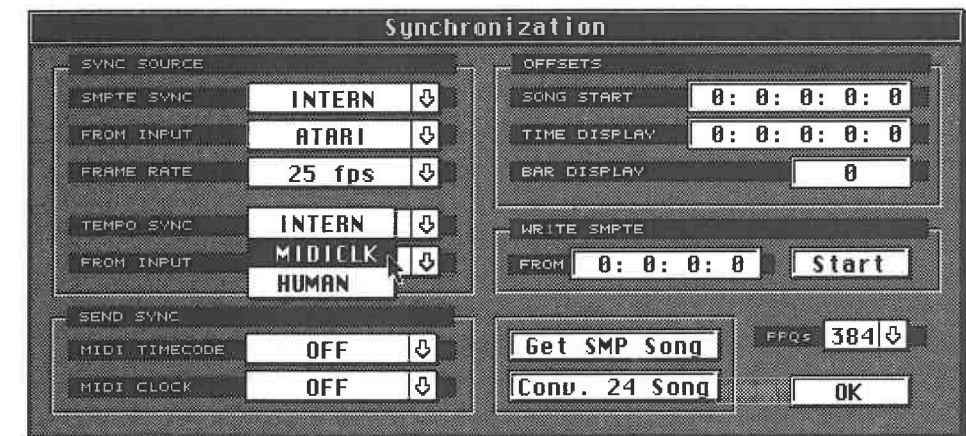 Synchronization
SYNC SOURCE
SMPTE SYNC INTERN
FROM INPUT ATARI
FRAME RATE 25 fps
TEMPO SYNC INTERN
MIDICLK
FROM INPUT
HUMAN
SEND SYNC
MIDI TIMECODE OFF
MIDI CLOCK OFF
OFFSETS
SONG START 0: 0: 0: 0: 0
TIME DISPLAY 0: 0: 0: 0: 0
BAR DISPLAY 0
WRITE SMPTE
FROM 0: 0: 0: 0 Start
Get SMP Song
Conv. 24 Song
PPQs 384
OK